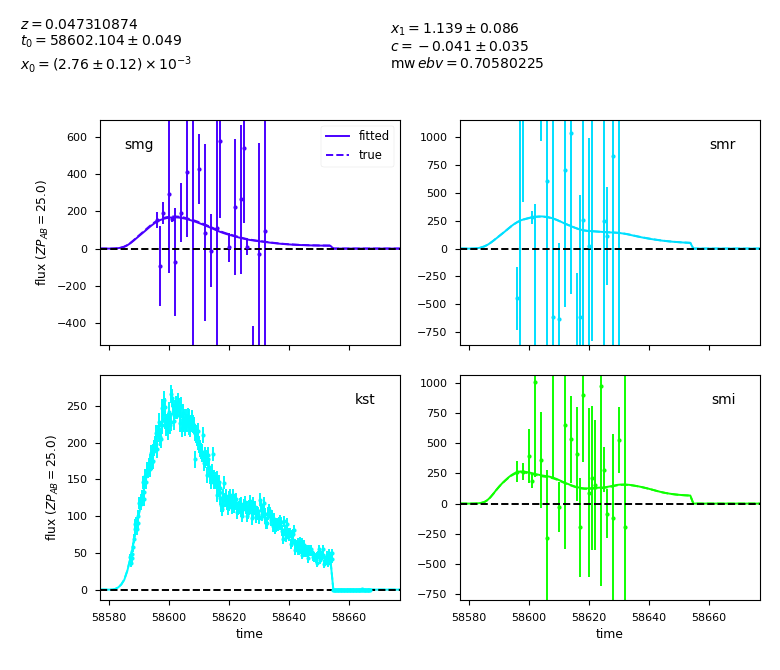 z = 0.047310874
t₀ = 58602.104 ± 0.049
x₀ = (2.76 ± 0.12) × 10⁻³
x₁ = 1.139 ± 0.086
c = −0.041 ± 0.035
mw ebv = 0.70580225
smg
fitted
true
600
400
200
0
−200
−400
flux (ZP_AB = 25.0)
smr
1000
750
500
250
0
−250
−500
−750
kst
250
200
150
100
50
0
flux (ZP_AB = 25.0)
58580 58600 58620 58640 58660
time
smi
1000
750
500
250
0
−250
−500
−750
58580 58600 58620 58640 58660
time